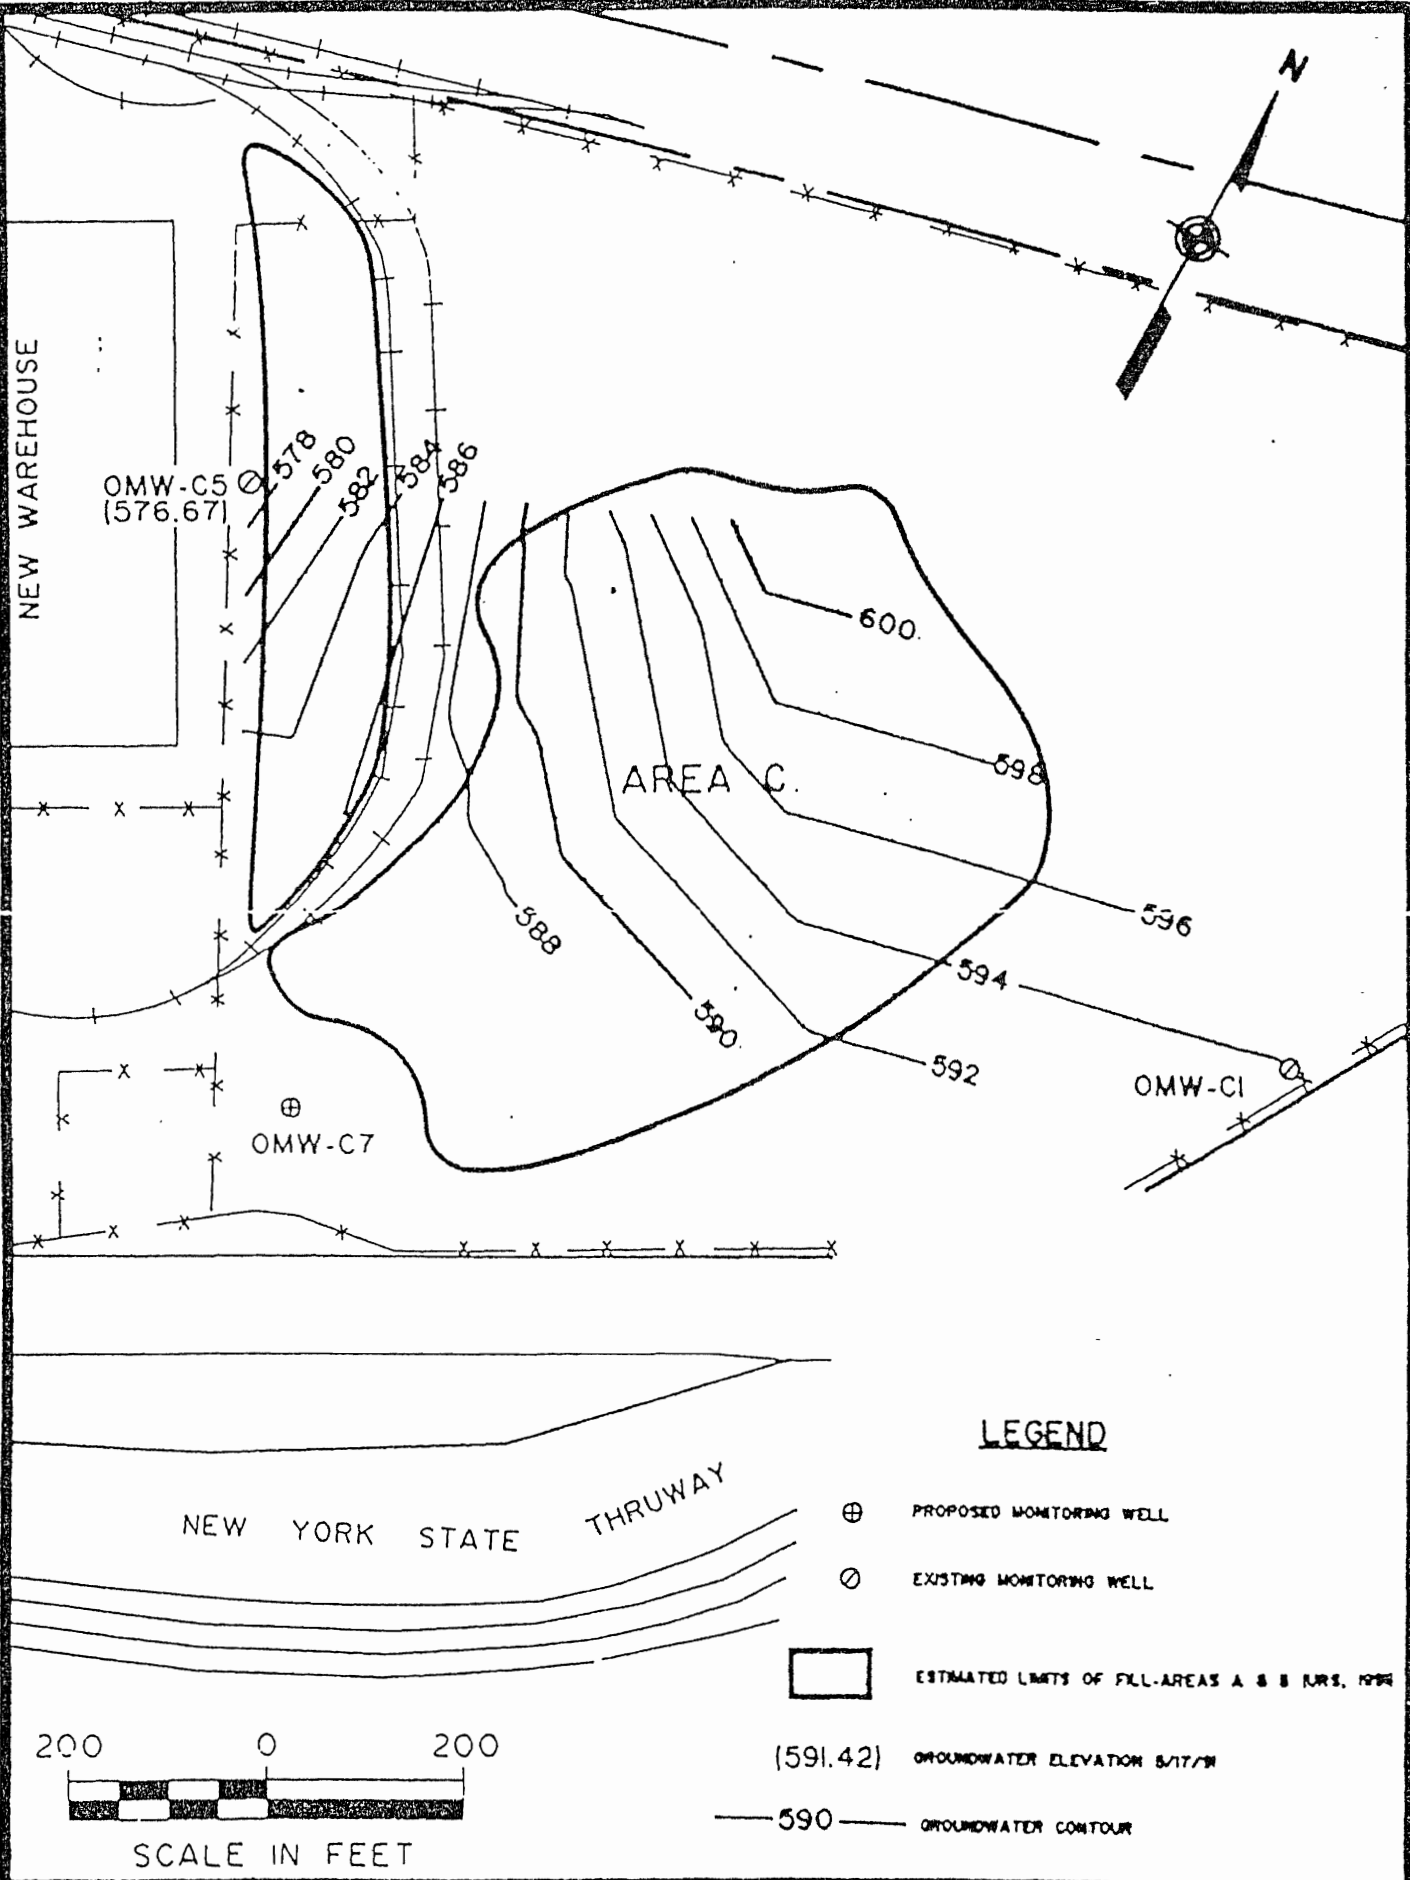 N
NEW WAREHOUSE
OMW-C5
(576.67)
578
580
582
584
586
600
598
AREA C.
596
588
594
590
592
OMW-C1
OMW-C7
LEGEND
NEW YORK STATE THRUWAY
PROPOSED MONITORING WELL
EXISTING MONITORING WELL
ESTIMATED LIMITS OF FILL-AREAS A & B
200 0 200
(591.42) GROUNDWATER ELEVATION
590 GROUNDWATER CONTOUR
SCALE IN FEET